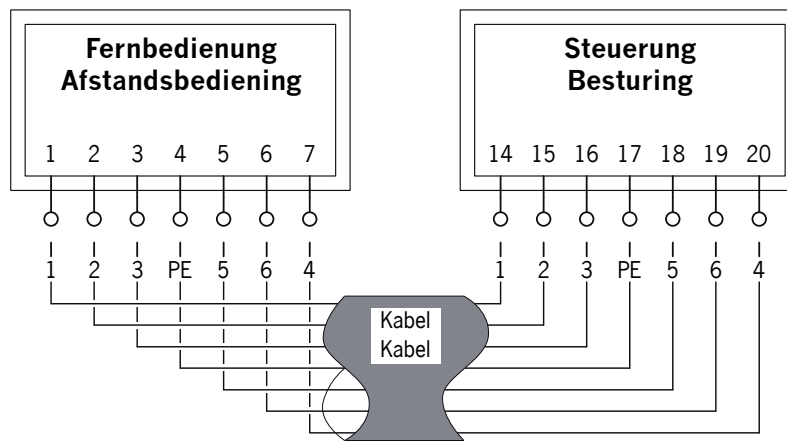 Fernbedienung
Afstandsbediening
1 2 3 4 5 6 7
1 2 3 PE 5 6 4
Steuerung
Besturing
14 15 16 17 18 19 20
1 2 3 PE 5 6 4
Kabel
Kabel